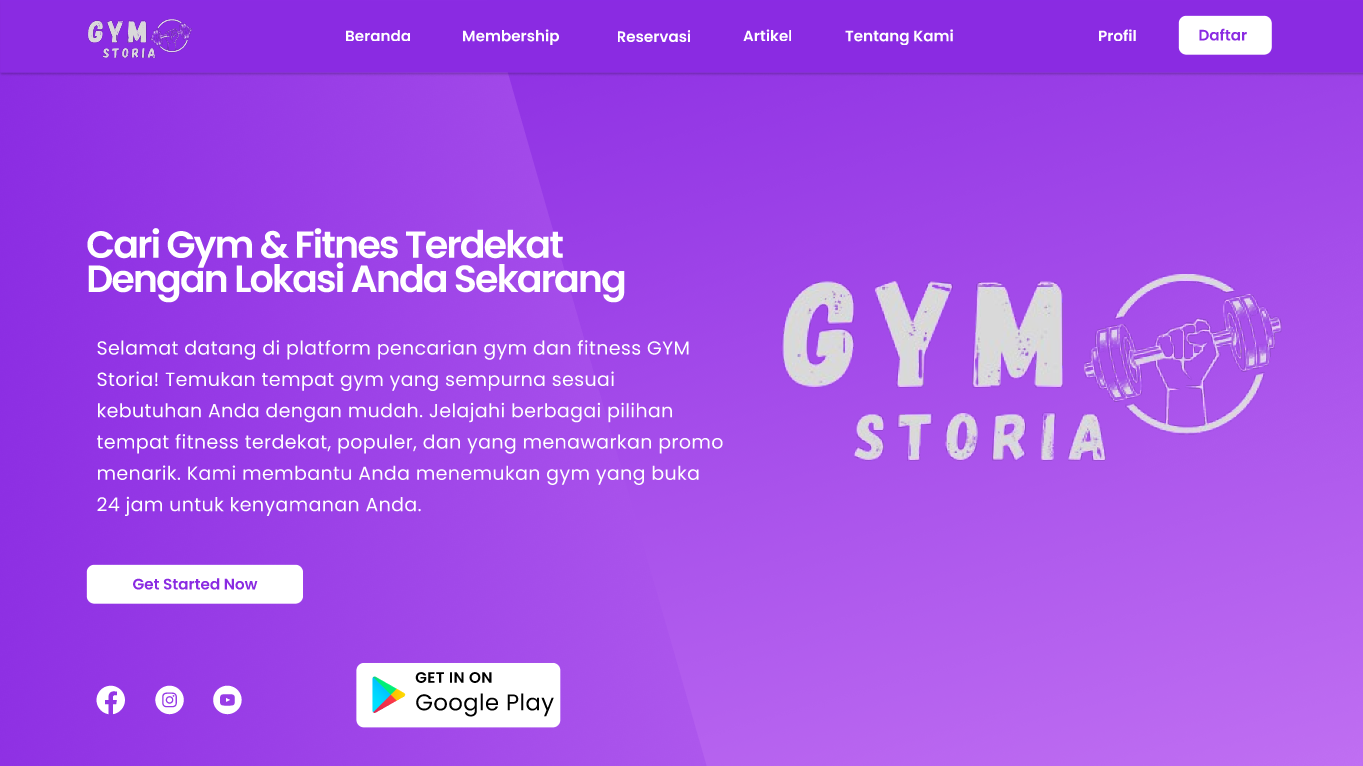 GYM
STORIA
Beranda
Membership
Reservasi
Artikel
Tentang Kami
Profil
Daftar
Cari Gym & Fitnes Terdekat
Dengan Lokasi Anda Sekarang
Selamat datang di platform pencarian gym dan fitness GYM
Storia! Temukan tempat gym yang sempurna sesuai
kebutuhan Anda dengan mudah. Jelajahi berbagai pilihan
tempat fitness terdekat, populer, dan yang menawarkan promo
menarik. Kami membantu Anda menemukan gym yang buka
24 jam untuk kenyamanan Anda.
GYM
STORIA
Get Started Now
GET IN ON
Google Play